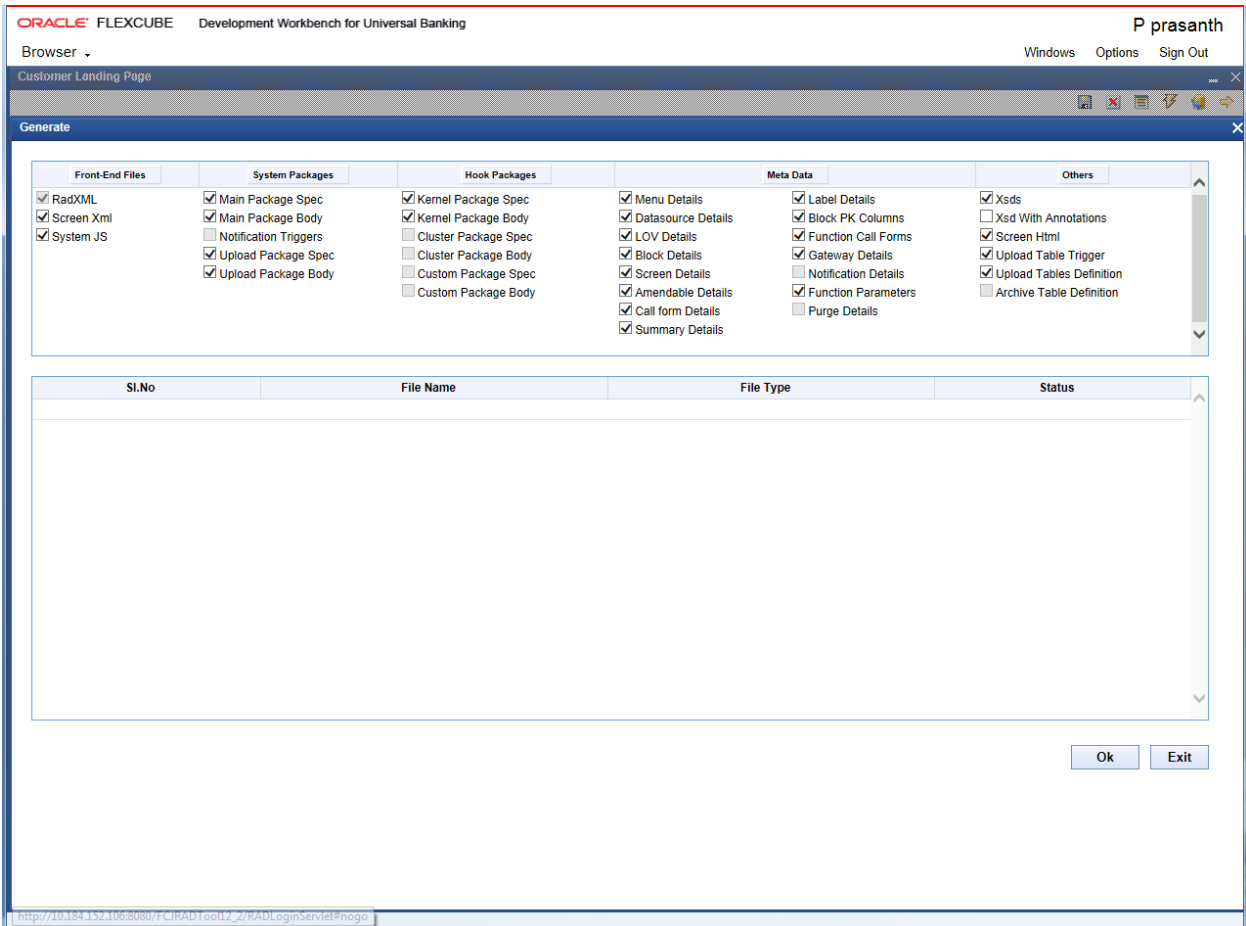 ORACLE' FLEXCUBE Development Workbench for Universal Banking
P prasanth
Browser
Windows Options Sign Out
Customer Landing Page
Generate
Front-End Files System Packages Hook Packages Meta Data Others
RadXML Main Package Spec Kernel Package Spec Menu Details Label Details Xsds
Screen Xml Main Package Body Kernel Package Body Datasource Details Block PK Columns Xsd With Annotations
System JS Notification Triggers Cluster Package Spec LOV Details Function Call Forms Screen Html
Upload Package Spec Cluster Package Body Block Details Gateway Details Upload Table Trigger
Upload Package Body Custom Package Spec Screen Details Notification Details Upload Tables Definition
Custom Package Body Amendable Details Function Parameters Archive Table Definition
Call form Details Purge Details
Summary Details
Sl.No File Name File Type Status
Ok Exit
http://10.184.152.106:8080/FCJRADTool12_2/RADLoginServlet#nogo